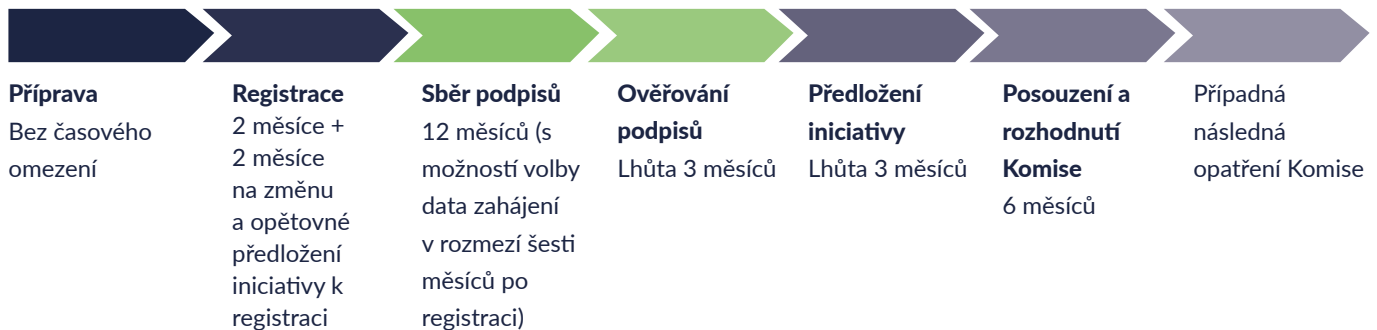 Příprava
Bez časového
omezení
Registrace
2 měsíce +
2 měsíce
na změnu
a opětovné
předložení
iniciativy k
registraci
Sběr podpisů
12 měsíců (s
možností volby
data zahájení
v rozmezí šesti
měsíců po
registraci)
Ověřování
podpisů
Lhůta 3 měsíců
Předložení
iniciativy
Lhůta 3 měsíců
Posouzení a
rozhodnutí
Komise
6 měsíců
Případná
následná
opatření Komise